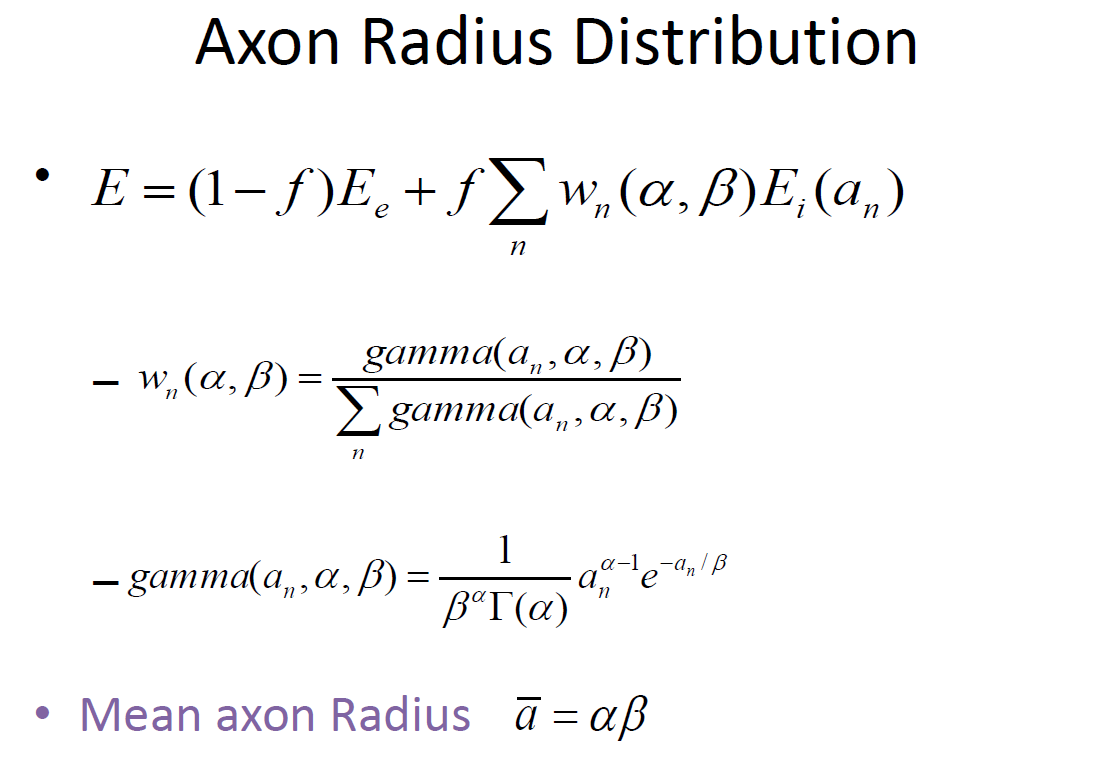 Axon Radius Distribution
• E = (1 − f)E_e + f ∑_n w_n(α, β)E_i(a_n)
– w_n(α, β) = gamma(a_n, α, β) / ∑_n gamma(a_n, α, β)
– gamma(a_n, α, β) = 1 / (β^α Γ(α)) a_n^{α−1} e^{−a_n / β}
• Mean axon Radius a̅ = αβ